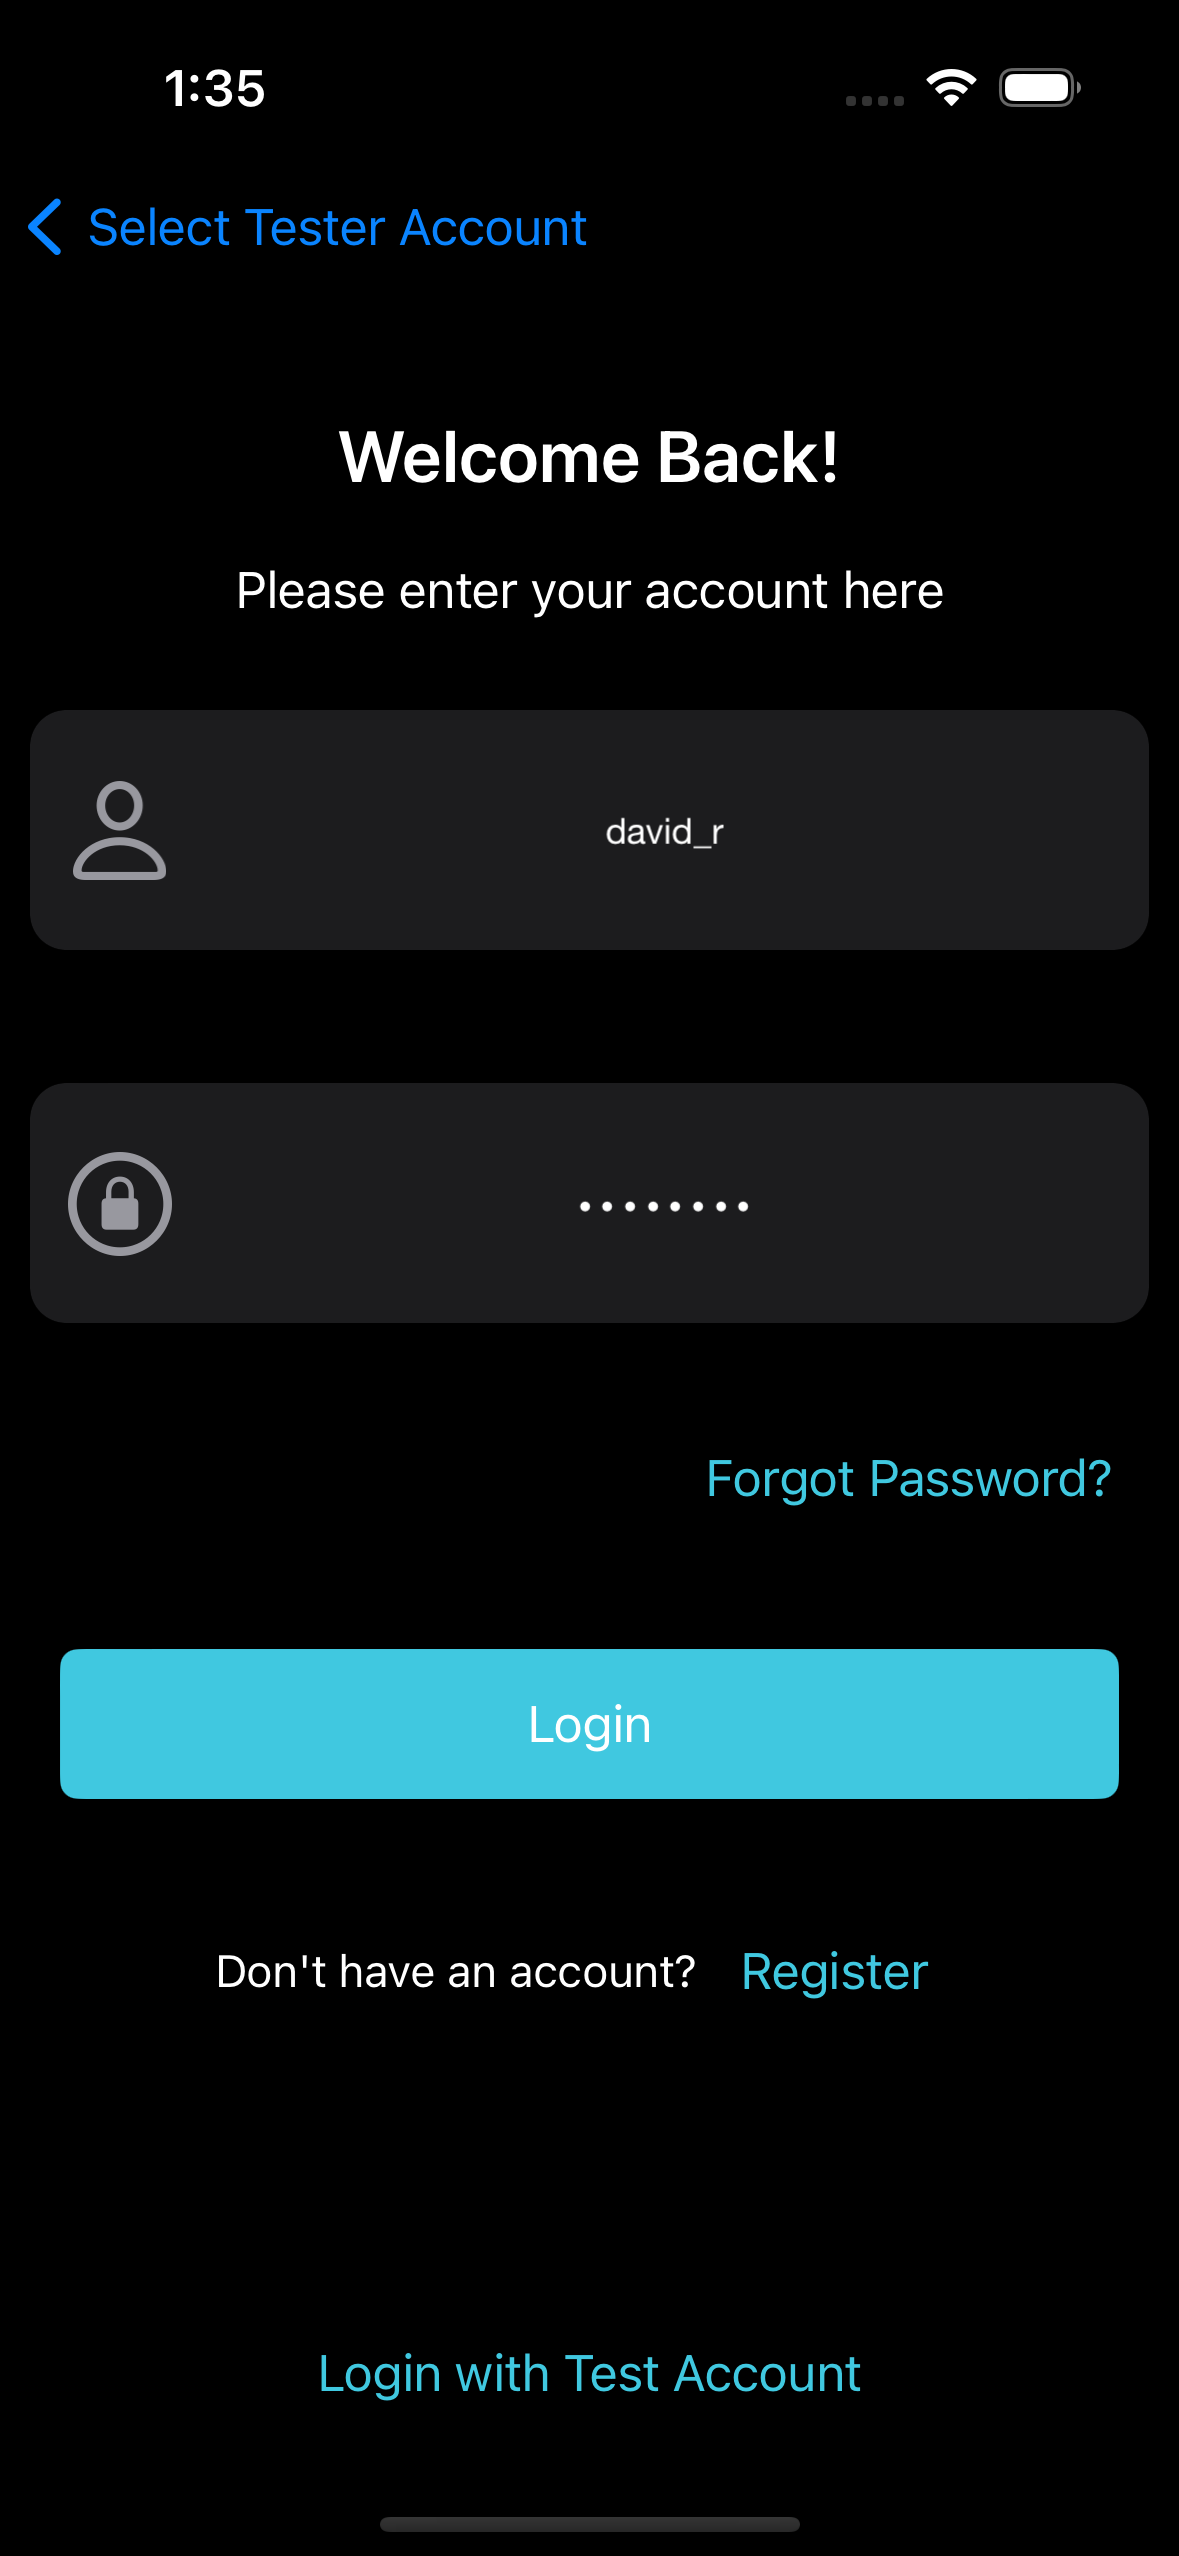 1:35
Select Tester Account
Welcome Back!
Please enter your account here
david_r
••••••••
Forgot Password?
Login
Don't have an account? Register
Login with Test Account